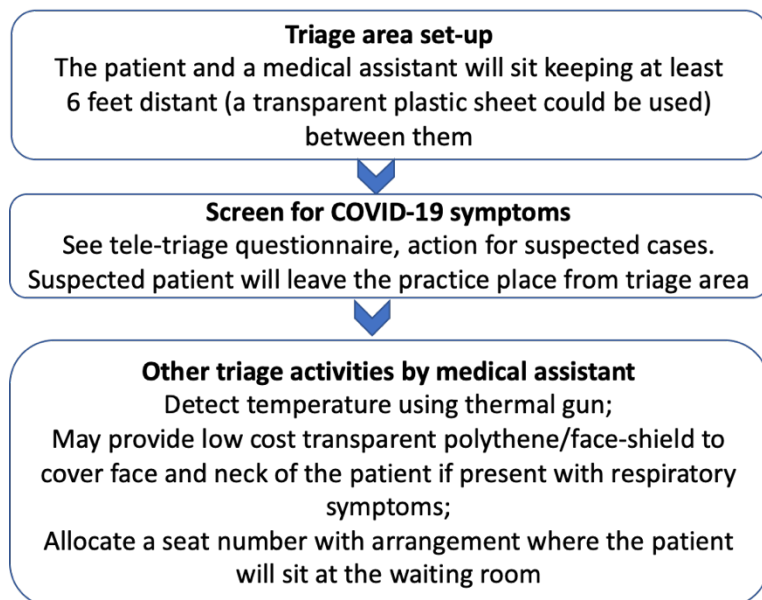 Triage area set-up
The patient and a medical assistant will sit keeping at least
6 feet distant (a transparent plastic sheet could be used)
between them
Screen for COVID-19 symptoms
See tele-triage questionnaire, action for suspected cases.
Suspected patient will leave the practice place from triage area
Other triage activities by medical assistant
Detect temperature using thermal gun;
May provide low cost transparent polythene/face-shield to
cover face and neck of the patient if present with respiratory
symptoms;
Allocate a seat number with arrangement where the patient
will sit at the waiting room